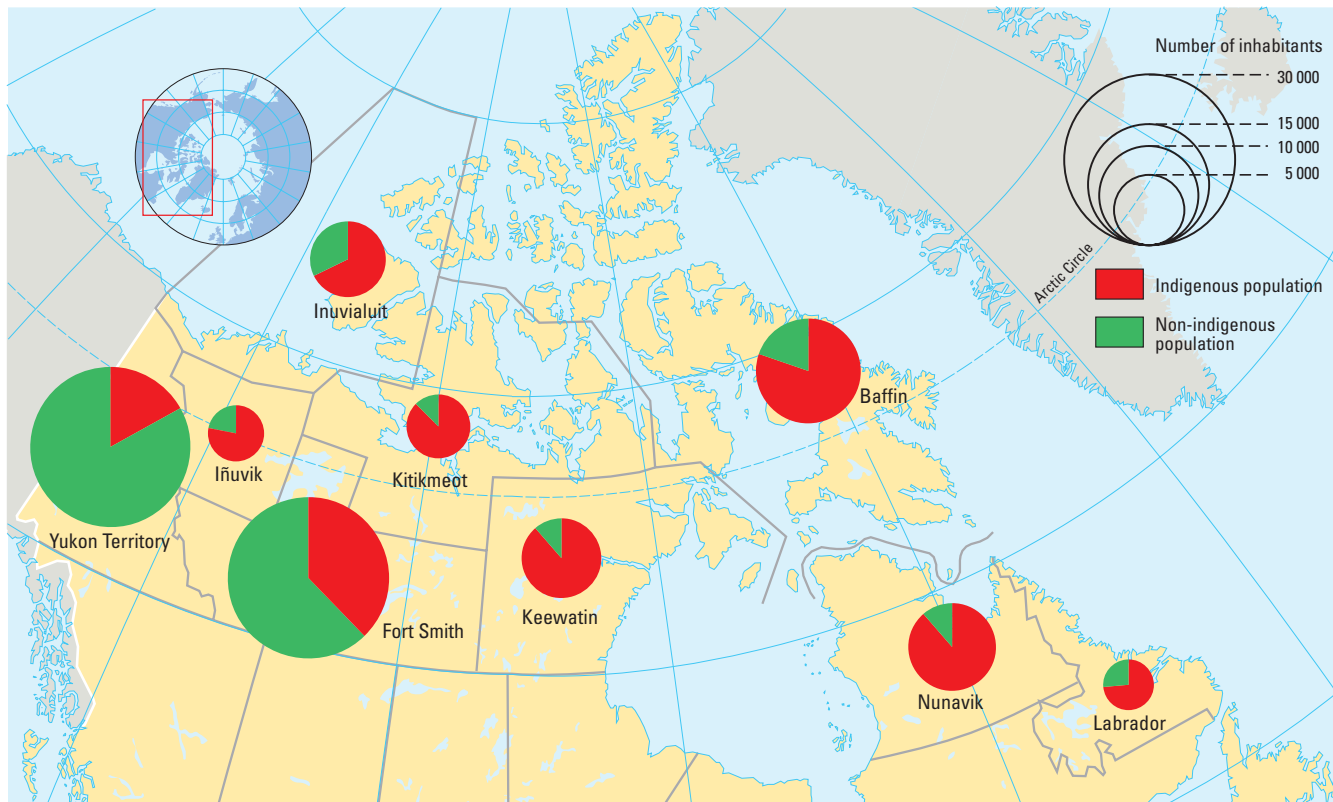 Number of inhabitants
30 000
15 000
10 000
5 000
Arctic Circle
Indigenous population
Non-indigenous
population
Inuvialuit
Baffin
Iñuvik
Kitikmeot
Yukon Territory
Fort Smith
Keewatin
Nunavik
Labrador